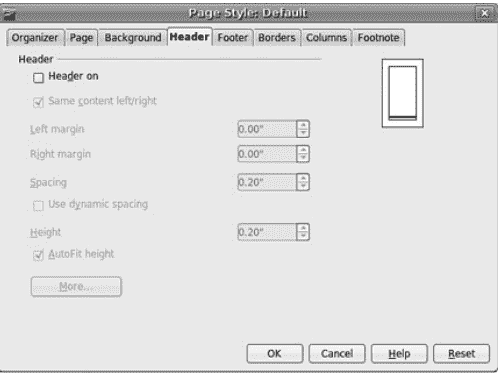 Page Style: Default
Organizer Page Background Header Footer Borders Columns Footnote
Header
Header on
Same content left/right
Left margin 0.00"
Right margin 0.00"
Spacing 0.20"
Use dynamic spacing
Height 0.20"
AutoFit height
More...
OK Cancel Help Reset